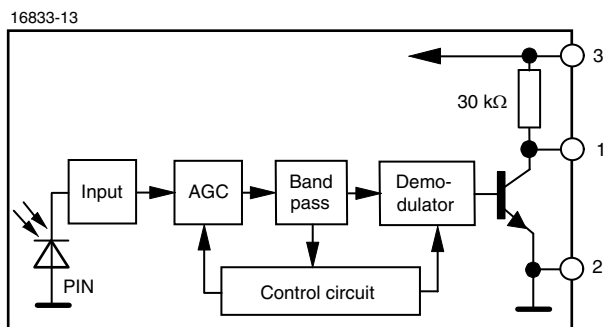 16833-13
3
30 kΩ
1
Input
AGC
Band
pass
Demo-
dulator
2
PIN
Control circuit